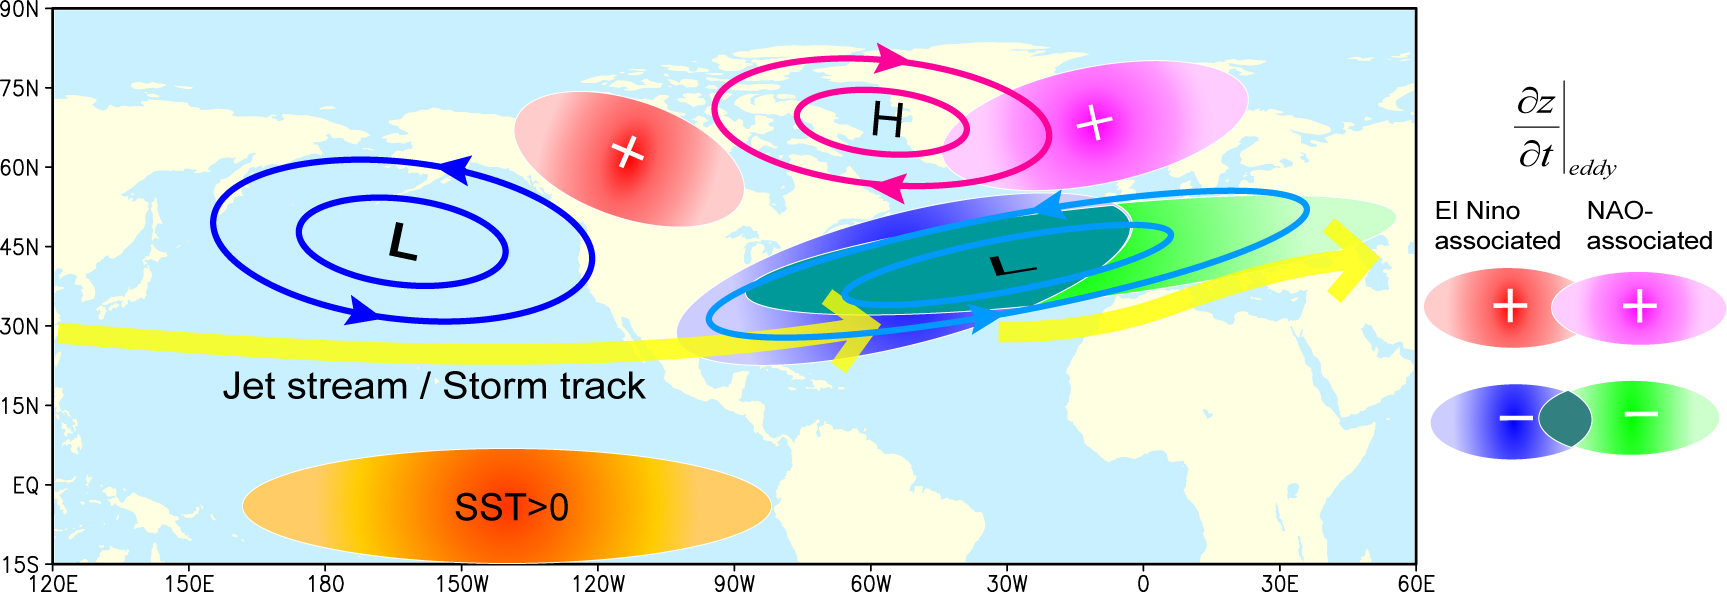 90N
75N
60N
45N
30N
15N
EQ
15S
120E 150E 180 150W 120W 90W 60W 30W 0 30E 60E
+
H
+
L
L
Jet stream / Storm track
SST>0
∂z
∂t
eddy
El Nino
associated
NAO-
associated
+ +
− −